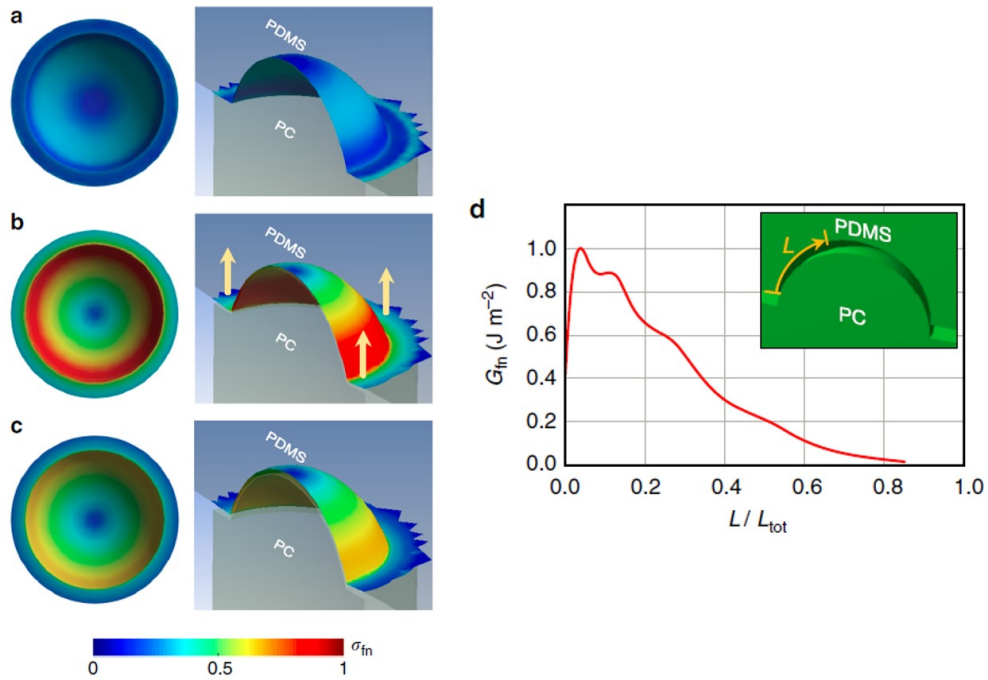 a
PDMS
PC
b
PDMS
PC
c
PDMS
PC
0 0.5 1 σfn
d
Gfn (J m−2)
1.0
0.8
0.6
0.4
0.2
0.0
0.0 0.2 0.4 0.6 0.8 1.0
L / Ltot
L PDMS
PC